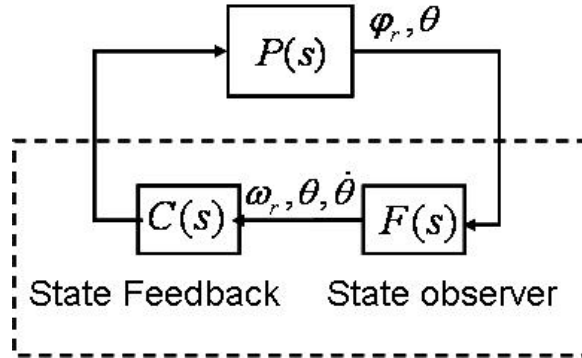 P(s)
φ_r, θ
C(s)
ω_r, θ, θ̇
F(s)
State Feedback
State observer